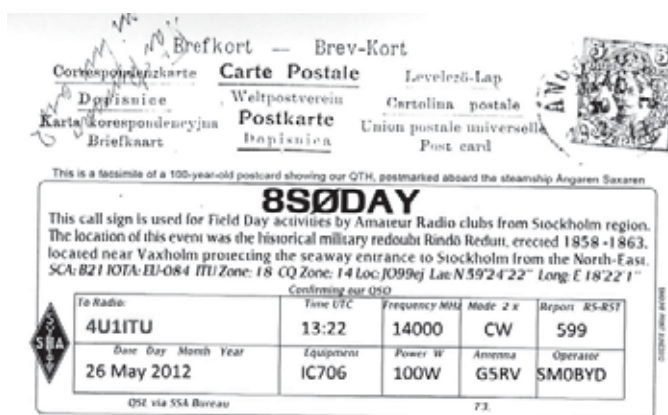 Brefkort — Brev-Kort
Correspondenzkarte Carte Postale Levelező-Lap
Dopisnice Weltpostverein Cartolina postale
Karta korespondencyjna Postkarte Union postale universelle
Briefkaart Dopisnica Post card
This is a facsimile of a 100-year-old postcard showing our QTH, postmarked aboard the steamship Angaren Saxaren
8SØDAY
This call sign is used for Field Day activities by Amateur Radio clubs from Stockholm region.
The location of this event was the historical military redoubt Rindö Redutt, erected 1858 -1863,
located near Vaxholm protecting the seaway entrance to Stockholm from the North-East.
SCA: B21 IOTA: EU-084 ITU Zone: 18 CQ Zone: 14 Loc: JO99ej Lat: N 59°24'22" Long: E 18°22'1"
Confirming our QSO
To Radio: Time UTC Frequency MHz Mode 2 x Report RS-RST
4U1ITU 13:22 14000 CW 599
Date Day Month Year Equipment Power W Antenna Operator
26 May 2012 IC706 100W G5RV SM0BYD
QSL via SSA Bureau 73,